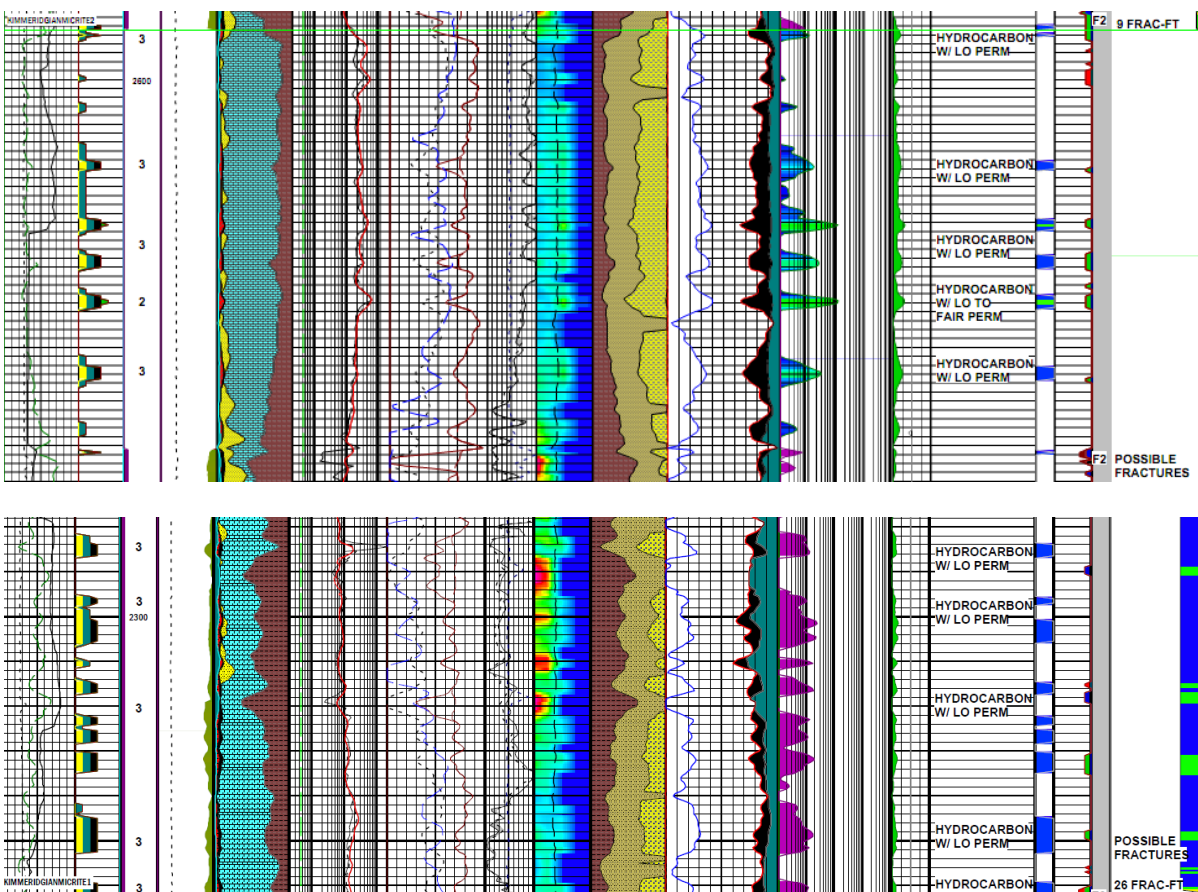 KIMMERIDGIANMICRITE2
F2 9 FRAC-FT
3
HYDROCARBON
W/ LO PERM
2600
3
HYDROCARBON
W/ LO PERM
3
HYDROCARBON
W/ LO PERM
2
HYDROCARBON
W/ LO TO
FAIR PERM
3
HYDROCARBON
W/ LO PERM
F2 POSSIBLE
FRACTURES
3
HYDROCARBON
W/ LO PERM
3
HYDROCARBON
W/ LO PERM
2300
3
HYDROCARBON
W/ LO PERM
3
HYDROCARBON
W/ LO PERM
POSSIBLE
FRACTURES
KIMMERIDGIANMICRITE1
3
HYDROCARBON
26 FRAC-FT